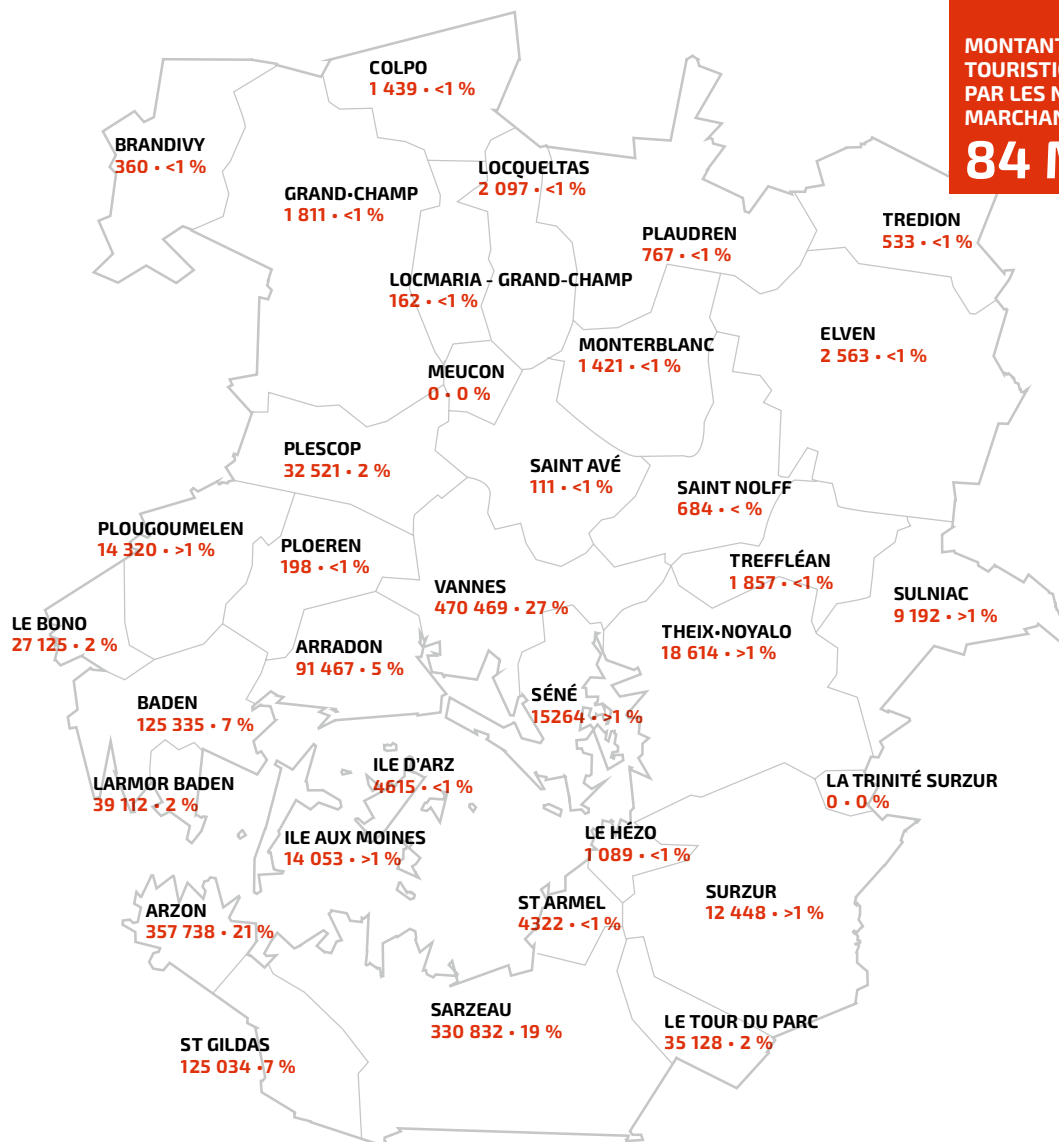 MONTANT
PAR LES
84
COLPO
1 439 • <1 %
BRANDIVY
360 • <1 %
LOCQUELTAS
2 097 • <1 %
GRAND•CHAMP
1 811 • <1 %
TREDION
533 • <1 %
PLAUDREN
767 • <1 %
LOCMARIA - GRAND-CHAMP
162 • <1 %
ELVEN
2 563 • <1 %
MONTERBLANC
1 421 • <1 %
MEUCON
0 • 0 %
PLESCOP
32 521 • 2 %
SAINT AVÉ
111 • <1 %
SAINT NOLFF
684 • < %
PLOUGOUMELEN
14 320 • >1 %
PLOEREN
198 • <1 %
TREFFLÉAN
1 857 • <1 %
VANNES
470 469 • 27 %
SULNIAC
9 192 • >1 %
LE BONO
27 125 • 2 %
THEIX•NOYALO
18 614 • >1 %
ARRADON
91 467 • 5 %
SÉNÉ
15264 • >1 %
BADEN
125 335 • 7 %
ILE D'ARZ
4615 • <1 %
LARMOR BADEN
39 112 • 2 %
LA TRINITÉ SURZUR
0 • 0 %
ILE AUX MOINES
14 053 • >1 %
LE HÉZO
1 089 • <1 %
SURZUR
12 448 • >1 %
ST ARMEL
4322 • <1 %
ARZON
357 738 • 21 %
SARZEAU
330 832 • 19 %
LE TOUR DU PARC
35 128 • 2 %
ST GILDAS
125 034 • 7 %